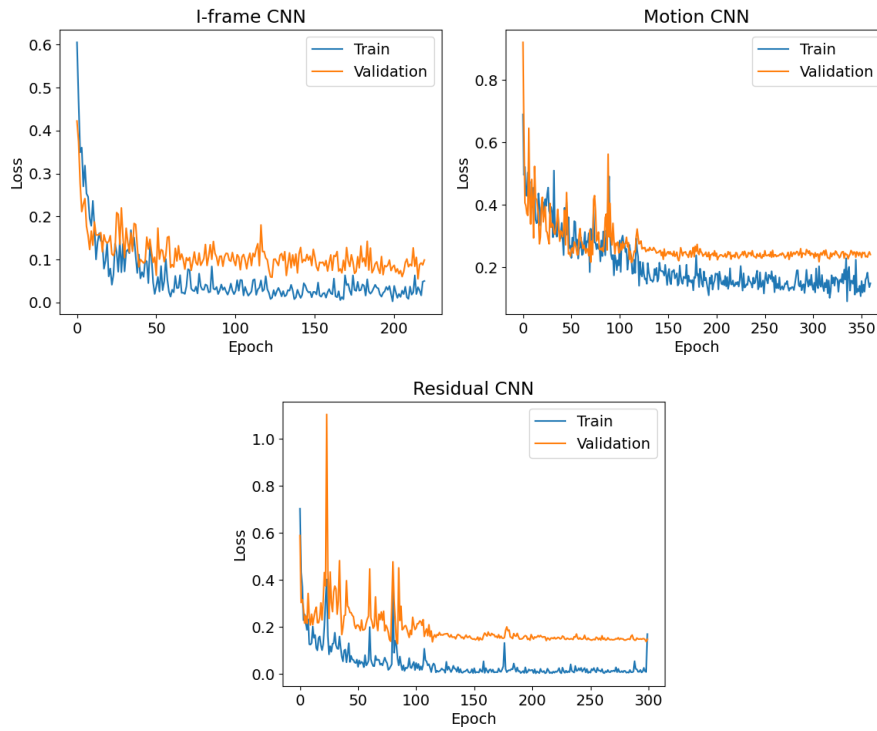 I-frame CNN
0.6
0.5
0.4
0.3
0.2
0.1
0.0
Loss
Train
Validation
0 50 100 150 200
Epoch
Motion CNN
0.8
0.6
0.4
0.2
Loss
Train
Validation
0 50 100 150 200 250 300 350
Epoch
Residual CNN
1.0
0.8
0.6
0.4
0.2
0.0
Loss
Train
Validation
0 50 100 150 200 250 300
Epoch